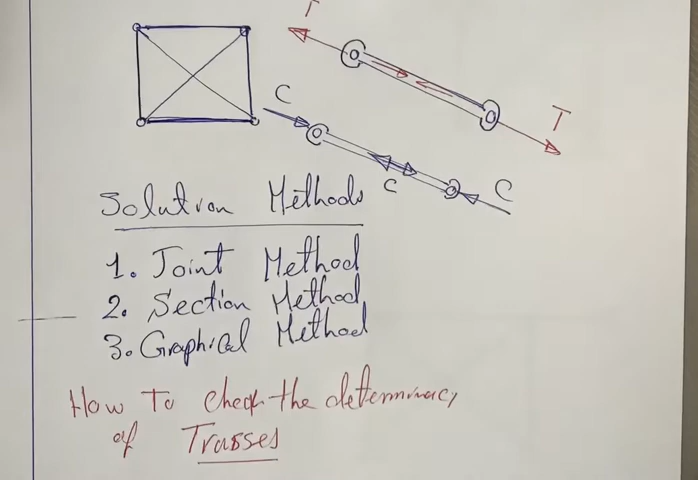 T
T
C
C
C
Solution Methods
1. Joint Method
2. Section Method
3. Graphical Method
How To check the determinacy
of Trusses